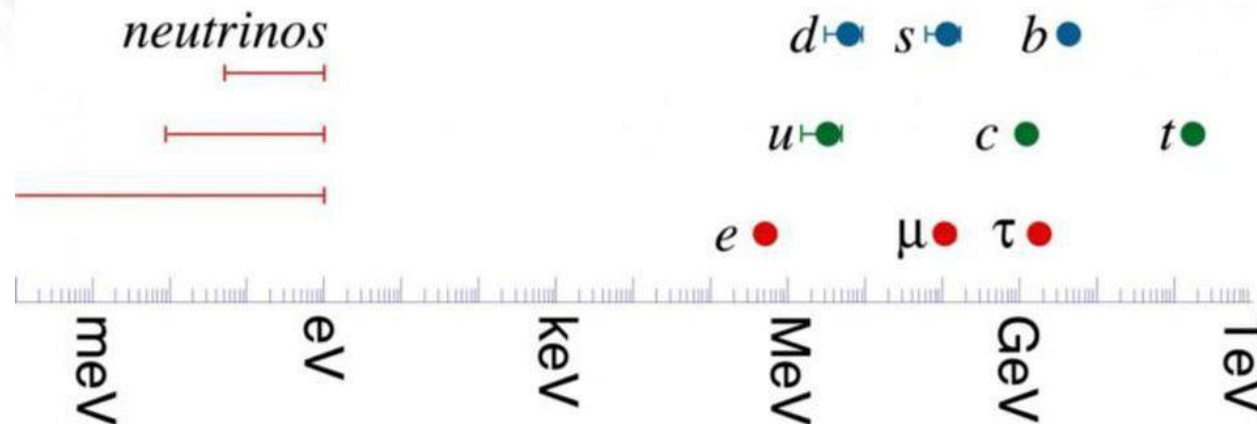 neutrinos d s b
u c t
e μ τ
meV eV keV MeV GeV TeV